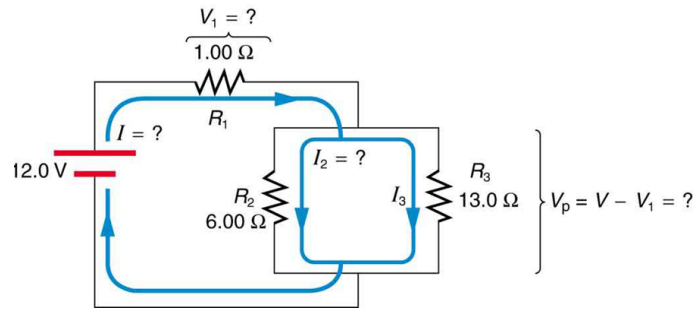 V₁ = ?
1.00 Ω
R₁
I = ?
12.0 V
I₂ = ?
R₂
6.00 Ω
I₃
R₃
13.0 Ω
Vₚ = V – V₁ = ?